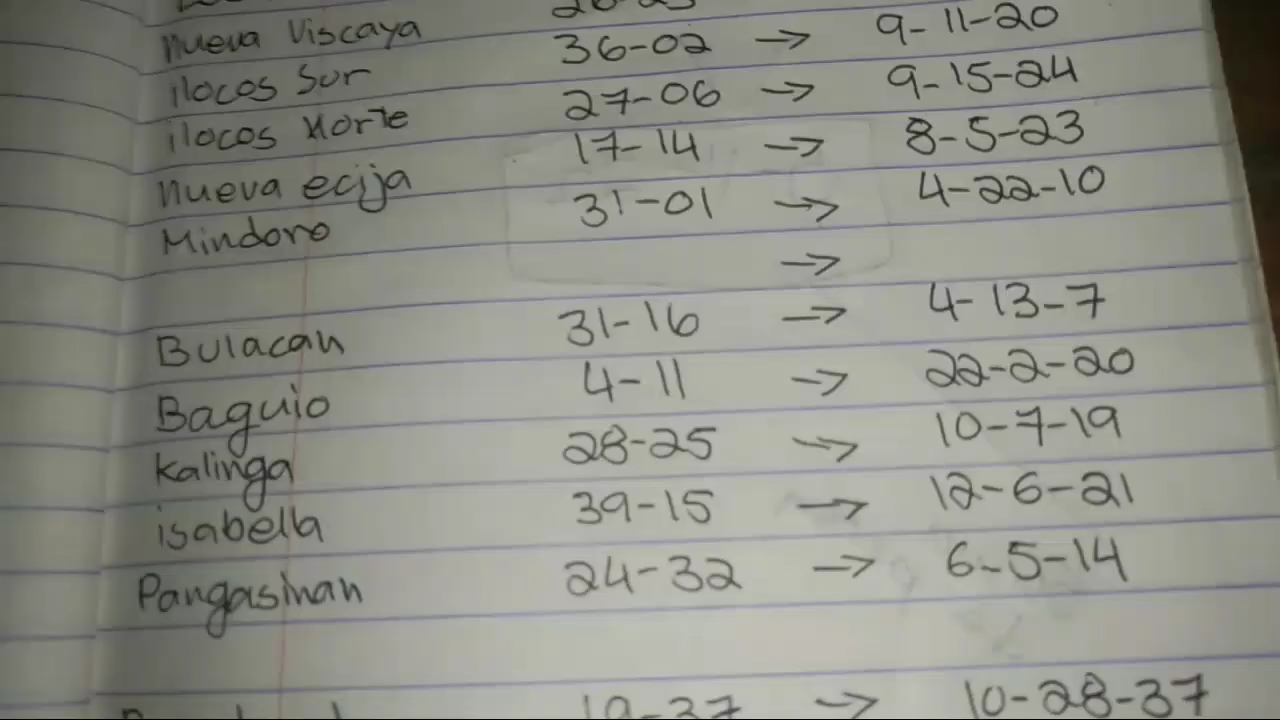 Nueva Viscaya
ilocos Sur 36-02 → 9-11-20
ilocos Norte 27-06 → 9-15-24
Nueva ecija 17-14 → 8-5-23
Mindoro 31-01 → 4-22-10
→
Bulacan 31-16 → 4-13-7
Baguio 4-11 → 22-2-20
Kalinga 28-25 → 10-7-19
isabella 39-15 → 12-6-21
Pangasinan 24-32 → 6-5-14
19-37 → 10-28-37